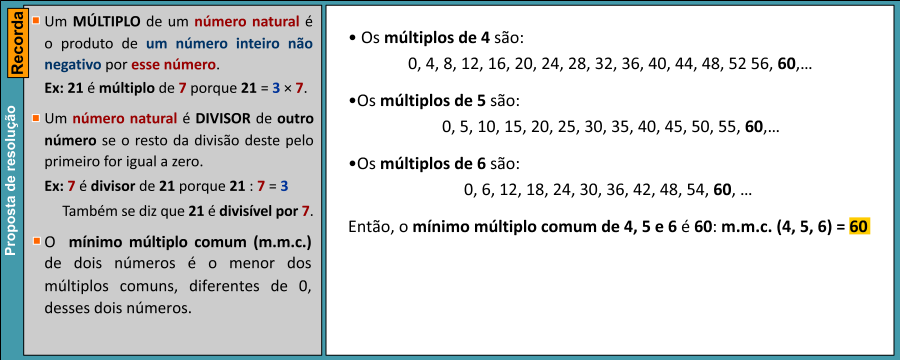 Recorda
Proposta de resolução
Um MÚLTIPLO de um número natural é
o produto de um número inteiro não
negativo por esse número.
Ex: 21 é múltiplo de 7 porque 21 = 3 × 7.
Um número natural é DIVISOR de outro
número se o resto da divisão deste pelo
primeiro for igual a zero.
Ex: 7 é divisor de 21 porque 21 : 7 = 3
Também se diz que 21 é divisível por 7.
O mínimo múltiplo comum (m.m.c.)
de dois números é o menor dos
múltiplos comuns, diferentes de 0,
desses dois números.
• Os múltiplos de 4 são:
0, 4, 8, 12, 16, 20, 24, 28, 32, 36, 40, 44, 48, 52 56, 60,...
•Os múltiplos de 5 são:
0, 5, 10, 15, 20, 25, 30, 35, 40, 45, 50, 55, 60,...
•Os múltiplos de 6 são:
0, 6, 12, 18, 24, 30, 36, 42, 48, 54, 60, ...
Então, o mínimo múltiplo comum de 4, 5 e 6 é 60: m.m.c. (4, 5, 6) = 60